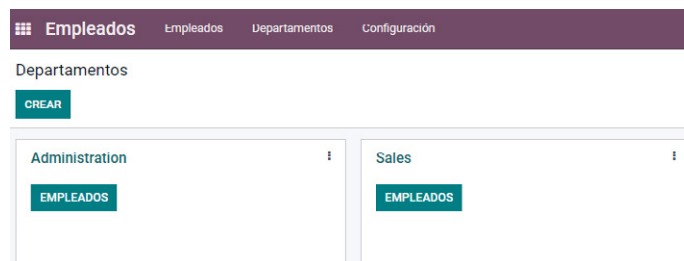 Empleados Empleados Departamentos Configuración
Departamentos
CREAR
Administration Sales
EMPLEADOS EMPLEADOS